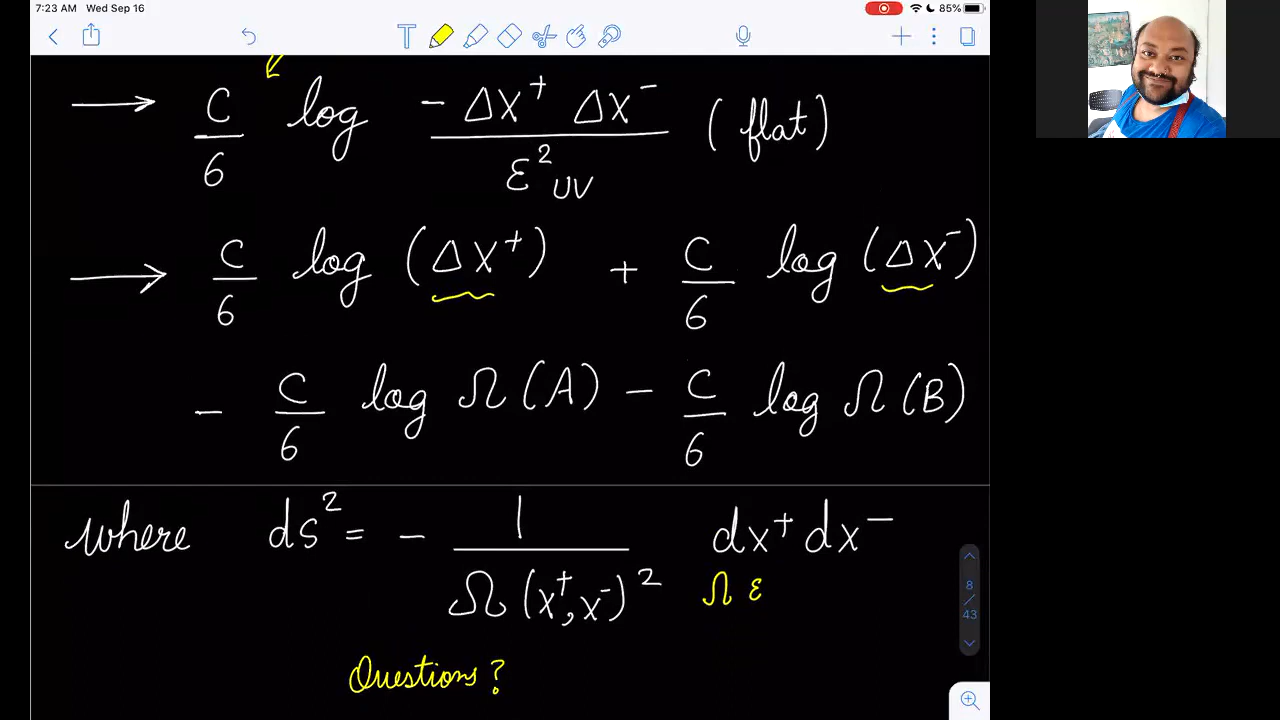 7:23 AM Wed Sep 16 85%
T
→ C/6 log - Δx⁺ Δx⁻ / ε²_UV (flat)
→ C/6 log (Δx⁺) + C/6 log (Δx⁻)
- C/6 log Ω(A) - C/6 log Ω(B)
where ds² = - 1 / Ω(x⁺,x⁻)² dx⁺ dx⁻
Ω ε
8 / 43
Questions?